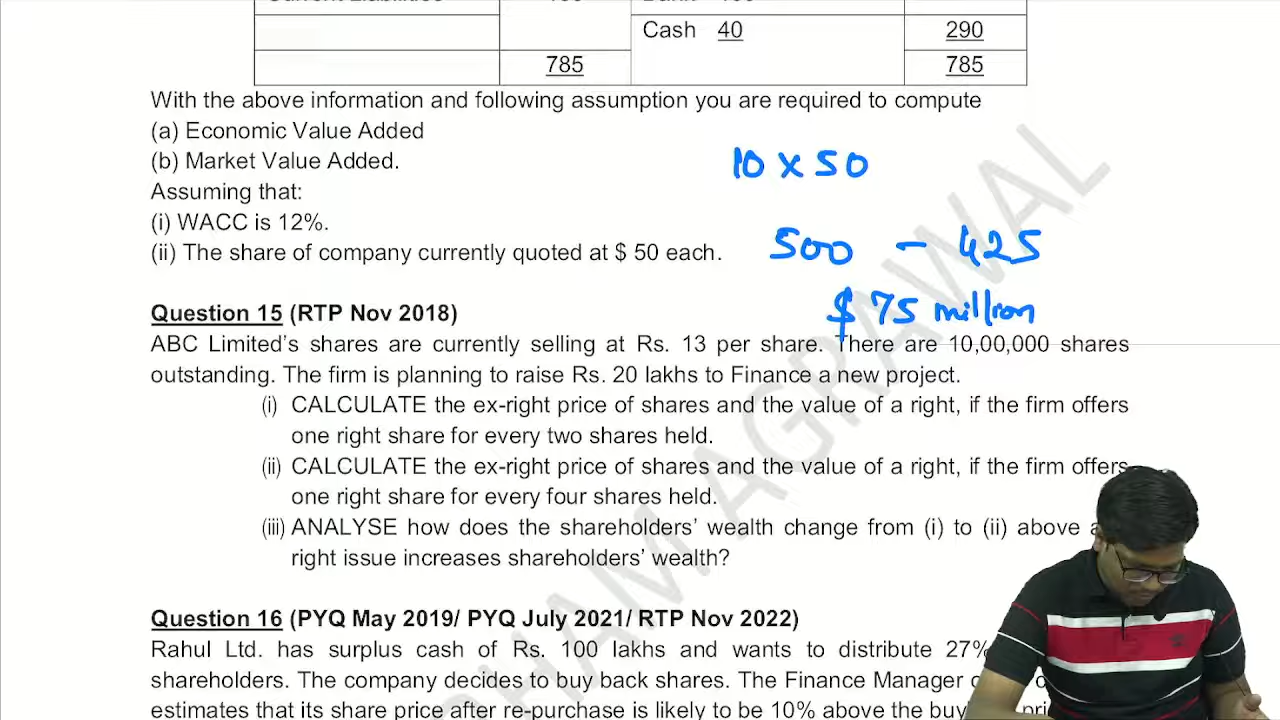 Cash 40 290
785 785
With the above information and following assumption you are required to compute
(a) Economic Value Added
(b) Market Value Added.
10 x 50
Assuming that:
(i) WACC is 12%.
(ii) The share of company currently quoted at $ 50 each.
500 - 425
$ 75 million
Question 15 (RTP Nov 2018)
ABC Limited's shares are currently selling at Rs. 13 per share. There are 10,00,000 shares
outstanding. The firm is planning to raise Rs. 20 lakhs to Finance a new project.
(i) CALCULATE the ex-right price of shares and the value of a right, if the firm offers
one right share for every two shares held.
(ii) CALCULATE the ex-right price of shares and the value of a right, if the firm offers
one right share for every four shares held.
(iii) ANALYSE how does the shareholders' wealth change from (i) to (ii) above
right issue increases shareholders' wealth?
Question 16 (PYQ May 2019/ PYQ July 2021/ RTP Nov 2022)
Rahul Ltd. has surplus cash of Rs. 100 lakhs and wants to distribute 27%
shareholders. The company decides to buy back shares. The Finance Manager
estimates that its share price after re-purchase is likely to be 10% above the
AGRAWAL